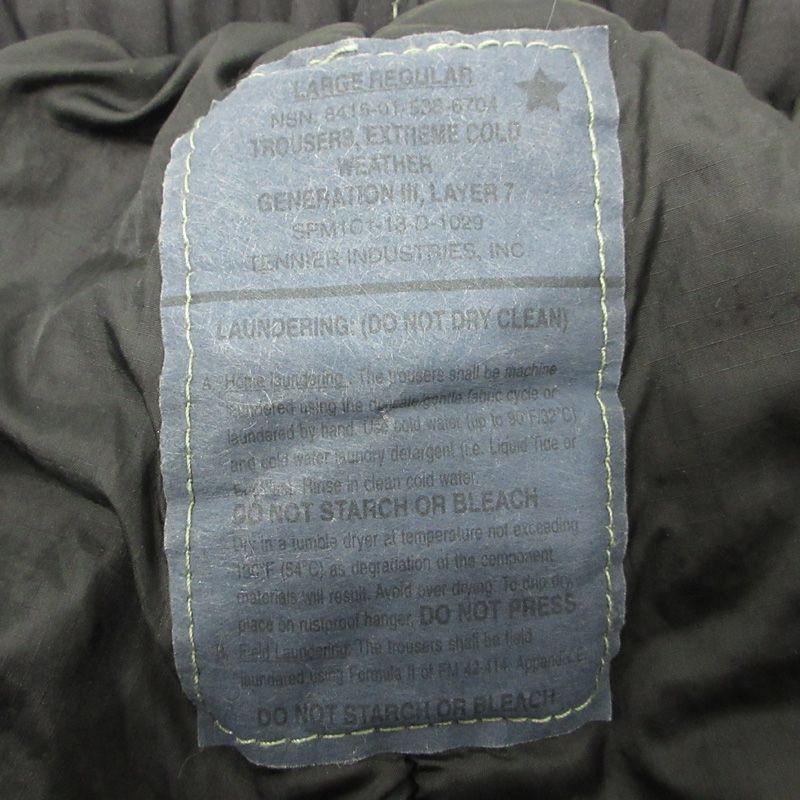 LARGE REGULAR
NSN. 8415-01-538-6704
TROUSERS, EXTREME COLD
WEATHER
GENERATION III, LAYER 7
SPM1C1-13-D-1029
TENNIER INDUSTRIES, INC.
LAUNDERING: (DO NOT DRY CLEAN)
A. Home laundering. The trousers shall be machine
laundered using the delicate/gentle fabric cycle or
laundered by hand. Use cold water (up to 90°F/32°C)
and cold water laundry detergent (i.e. Liquid Tide or
Rinse in clean cold water.
DO NOT STARCH OR BLEACH
Dry in a tumble dryer at temperature not exceeding
130°F (54°C) as degradation of the component
materials will result. Avoid over drying. To drip dry,
place on rustproof hanger. DO NOT PRESS
B. Field Laundering: The trousers shall be field
laundered using Formula II of FM 42-414, Appendix E.
DO NOT STARCH OR BLEACH